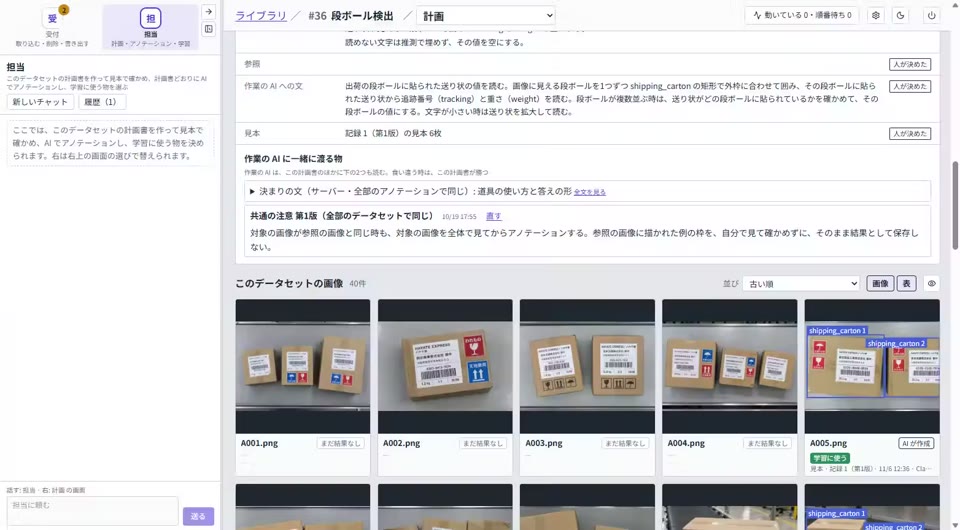 受
2
受付
取り込む・削除・書き出す
担
担当
計画・アノテーション・学習
ライブラリ ／ #36 段ボール検出 ／ 計画
動いている 0・順番待ち 0
担当
このデータセットの計画書を作って見本で確かめ、計画どおりに AI でアノテーションし、学習に使う物を選ぶ
新しいチャット
履歴（1）
ここでは、このデータセットの計画書を作って見本で
確かめ、AI でアノテーションし、学習に使う物を決め
られます。右は右上の画面の選びで替えられます。
読めない文字は推測で埋めず、その値を空にする。
参照
人が決めた
作業の AI への文
出荷の段ボールに貼られた送り状の値を読む。画像に見える段ボールを1つずつ shipping_carton の矩形で外枠に合わせて囲み、その段ボールに貼ら
れた送り状から追跡番号（tracking）と重さ（weight）を読む。段ボールが複数並ぶ時は、送り状がどの段ボールに貼られているかを確かめて、その
段ボールの値にする。文字が小さい時は送り状を拡大して読む。
人が決めた
見本
記録 1（第1版）の見本 6枚
人が決めた
作業の AI に一緒に渡る物
作業の AI は、この計画書のほかに下の2つも読む。食い違う時は、この計画書が勝つ
▶ 決まりの文（サーバー・全部のアノテーションで同じ）: 道具の使い方と答えの形 全文を見る
共通の注意 第1版（全部のデータセットで同じ） 10/19 17:55 直す
対象の画像が参照の画像と同じ時も、対象の画像を全体で見てからアノテーションする。参照の画像に描かれた例の枠を、自分で見て確かめずに、そのまま結果として保存し
ない。
このデータセットの画像 40件
並び 古い順 画像 表
shipping_carton 1
shipping_carton 2
A001.png まだ結果なし
A002.png まだ結果なし
A003.png まだ結果なし
A004.png まだ結果なし
A005.png AI が作成
学習に使う
見本・記録 1（第1版）・11/6 12:36・Cla…
shipping_carton 1
shipping_carton 2
話す: 担当・右: 計画 の画面
担当に頼む
送る